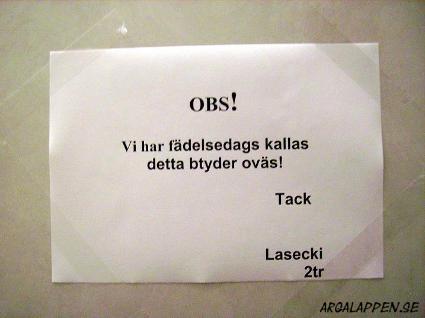 OBS!
Vi har fädelsedags kallas
detta btyder oväs!
Tack
Lasecki
2tr
ARGALAPPEN.SE